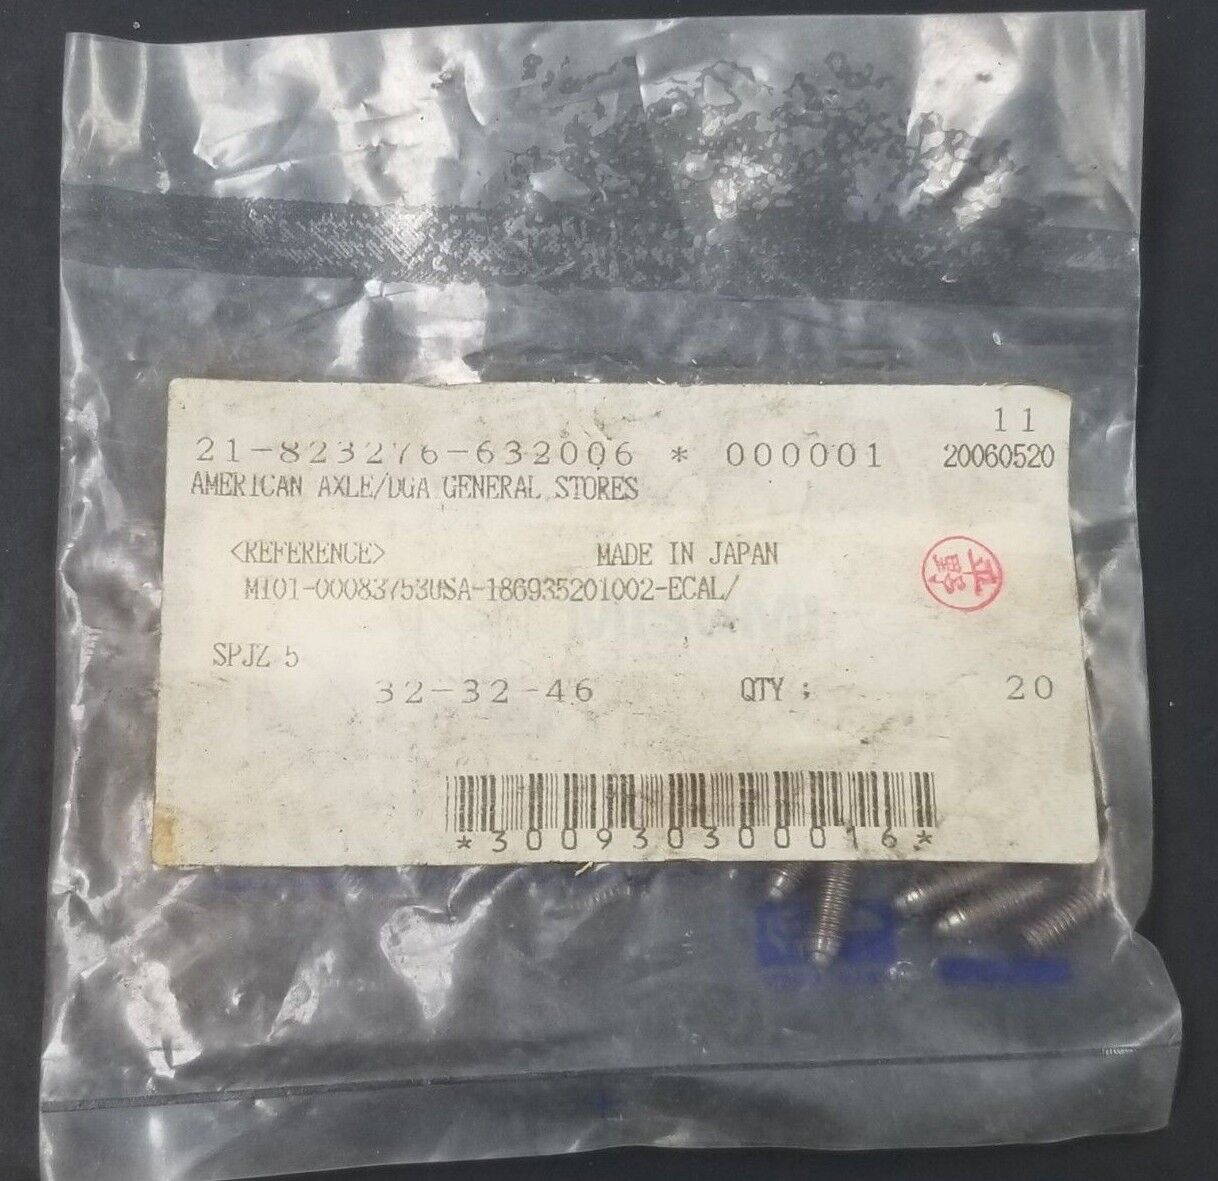 11
21-823276-632006 * 000001 20060520
AMERICAN AXLE/DGA GENERAL STORES
<REFERENCE> MADE IN JAPAN
M101-00083753USA-186935201002-ECAL/
SPJZ 5
32-32-46 QTY : 20
*3009303000016*